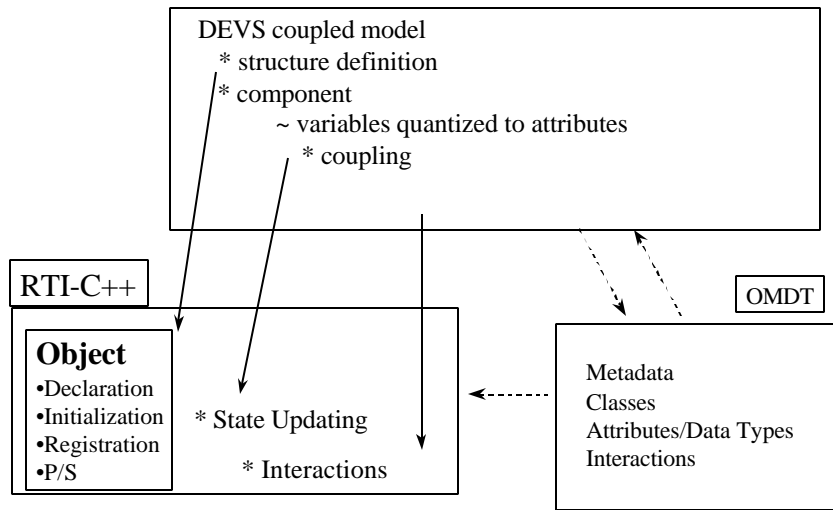 DEVS coupled model
* structure definition
* component
~ variables quantized to attributes
* coupling
RTI-C++
OMDT
Object
•Declaration
•Initialization
•Registration
•P/S
* State Updating
* Interactions
Metadata
Classes
Attributes/Data Types
Interactions